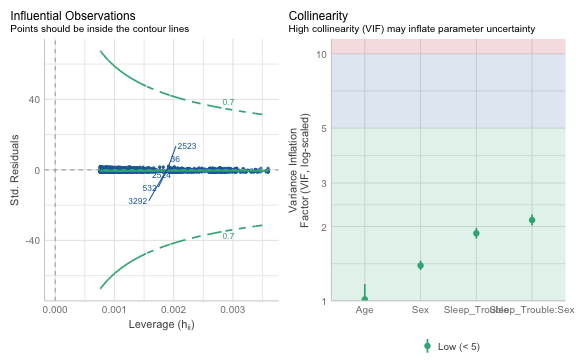 Influential Observations
Points should be inside the contour lines
Std. Residuals
40
0
-40
0.7
2523
36
2524
532
3292
0.7
0.000
0.001
0.002
0.003
Leverage (hii)
Collinearity
High collinearity (VIF) may inflate parameter uncertainty
Variance Inflation
Factor (VIF, log-scaled)
10
5
3
2
1
Age
Sex
Sleep_Trouble
Sleep_Trouble:Sex
Low (< 5)